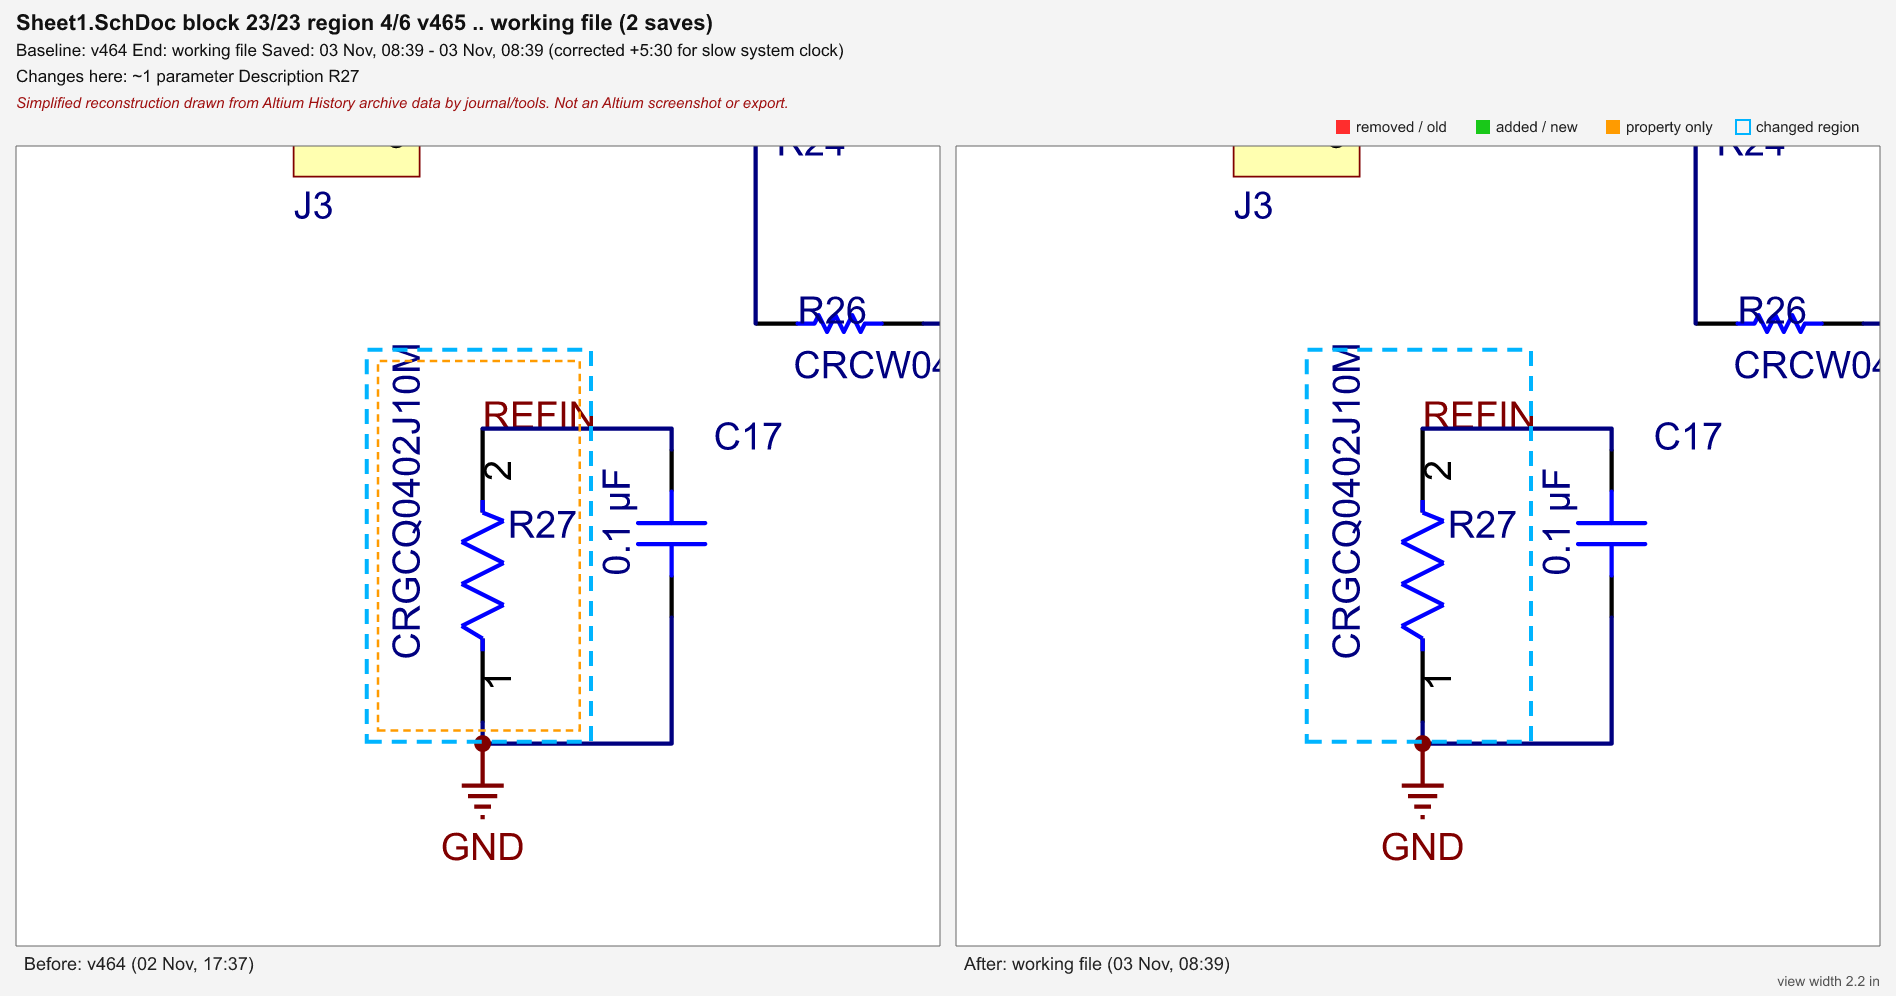 Sheet1.SchDoc block 23/23 region 4/6 v465 .. working file (2 saves)
Baseline: v464 End: working file Saved: 03 Nov, 08:39 - 03 Nov, 08:39 (corrected +5:30 for slow system clock)
Changes here: ~1 parameter Description R27
Simplified reconstruction drawn from Altium History archive data by journal/tools. Not an Altium screenshot or export.
removed / old
added / new
property only
changed region
R24
J3
R26
CRCW04
CRGCQ0402J10M
REFIN
2
R27
1
0.1 µF
C17
GND
R24
J3
R26
CRCW04
CRGCQ0402J10M
REFIN
2
R27
1
0.1 µF
C17
GND
Before: v464 (02 Nov, 17:37)
After: working file (03 Nov, 08:39)
view width 2.2 in